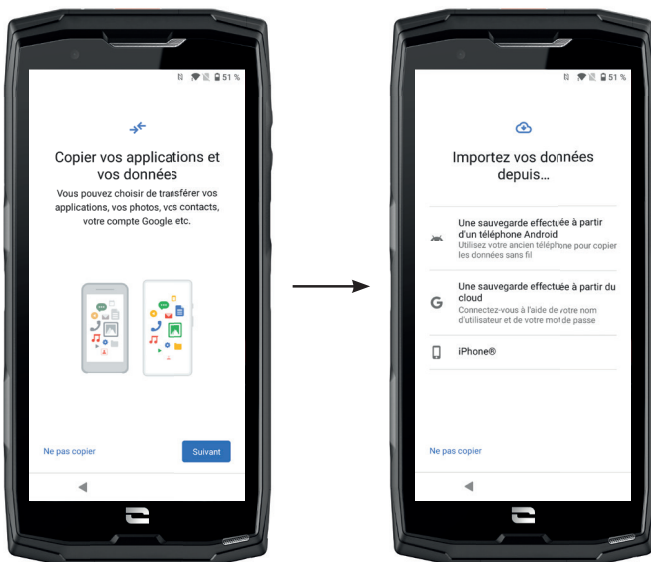 51 %
Copier vos applications et
vos données
Vous pouvez choisir de transférer vos
applications, vos photos, vos contacts,
votre compte Google etc.
Ne pas copier
Suivant
51 %
Importez vos données
depuis...
Une sauvegarde effectuée à partir
d'un téléphone Android
Utilisez votre ancien téléphone pour copier
les données sans fil
Une sauvegarde effectuée à partir du
cloud
G
Connectez-vous à l'aide de votre nom
d'utilisateur et de votre mot de passe
iPhone®
Ne pas copier